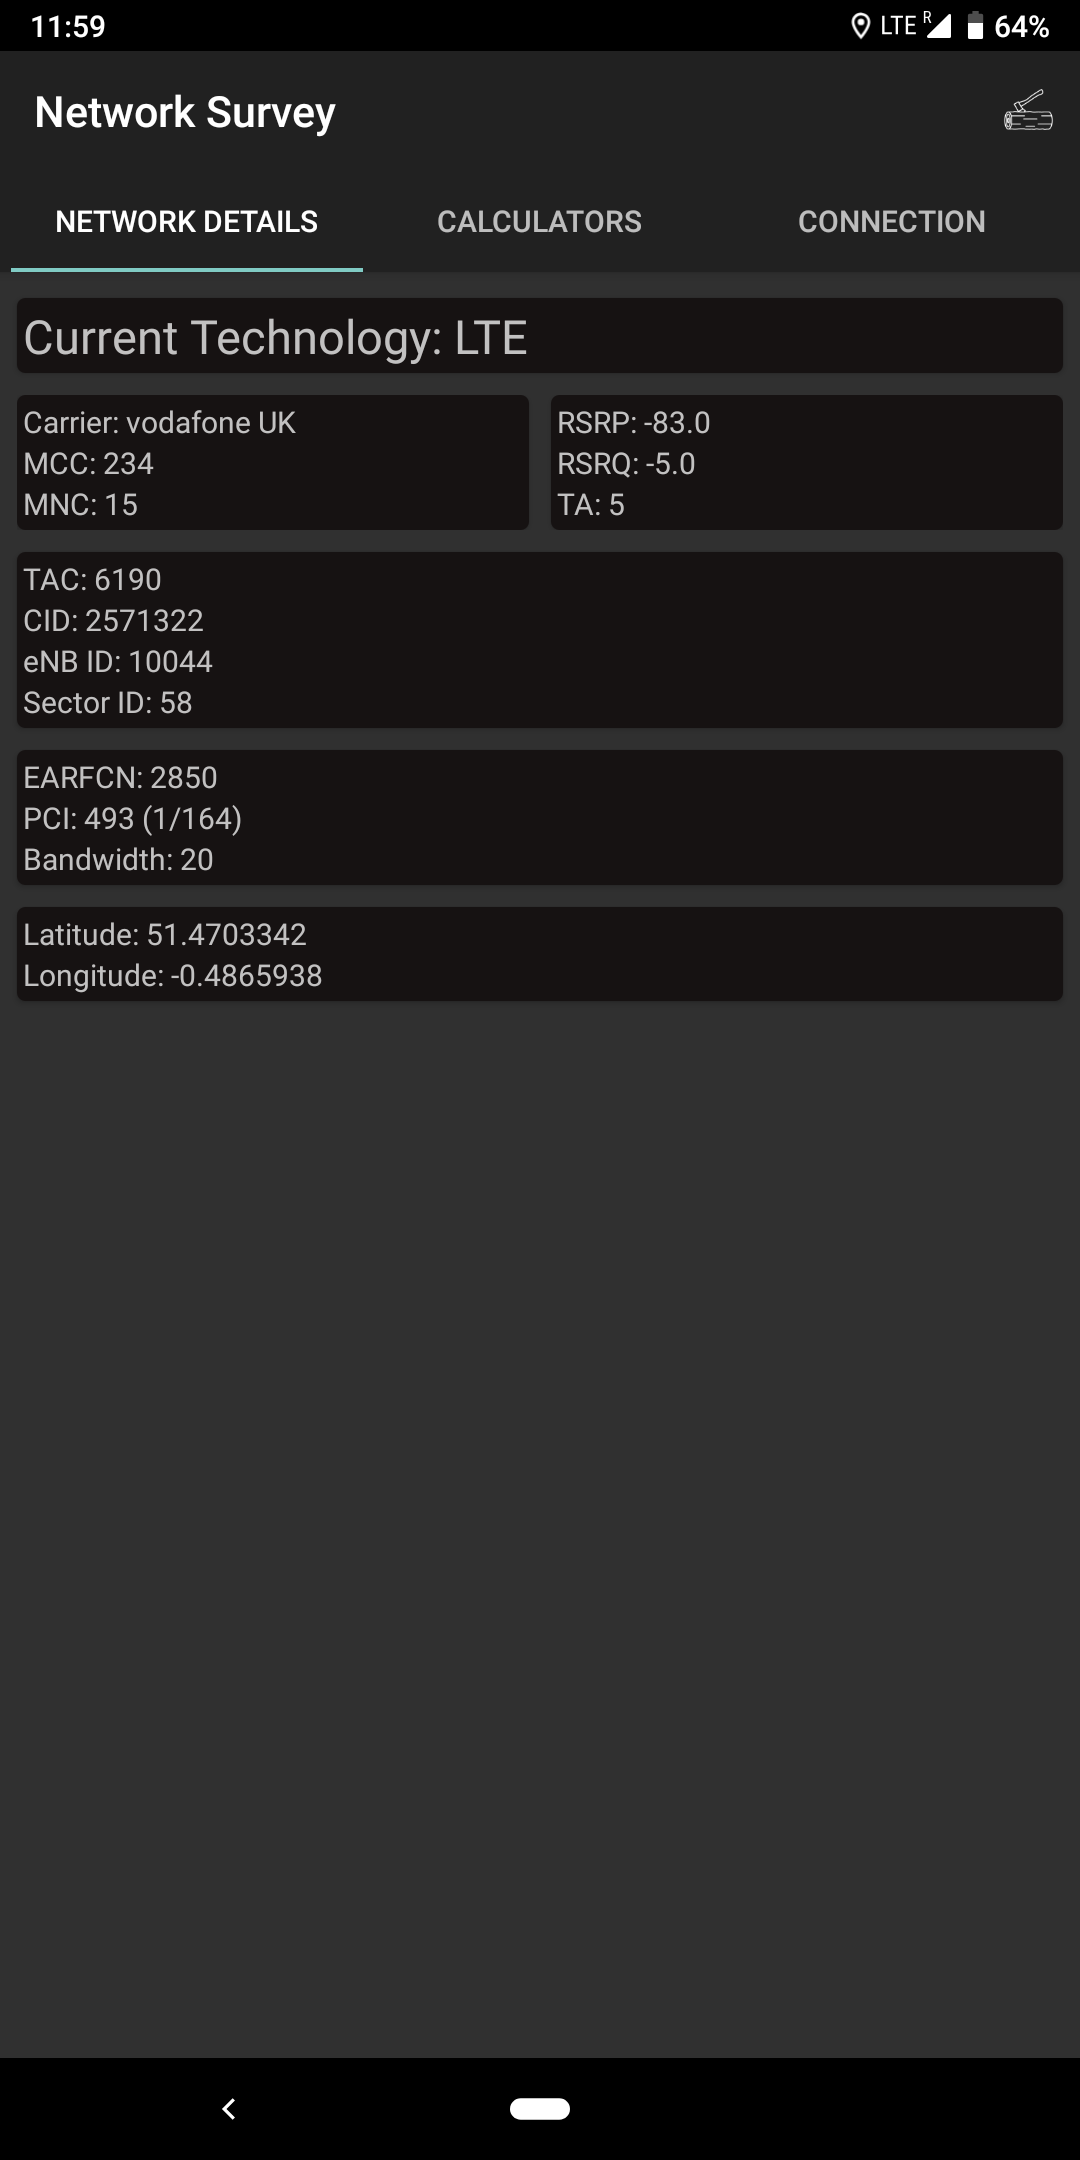 11:59
LTE R 64%
Network Survey
NETWORK DETAILS
CALCULATORS
CONNECTION
Current Technology: LTE
Carrier: vodafone UK
MCC: 234
MNC: 15
RSRP: -83.0
RSRQ: -5.0
TA: 5
TAC: 6190
CID: 2571322
eNB ID: 10044
Sector ID: 58
EARFCN: 2850
PCI: 493 (1/164)
Bandwidth: 20
Latitude: 51.4703342
Longitude: -0.4865938